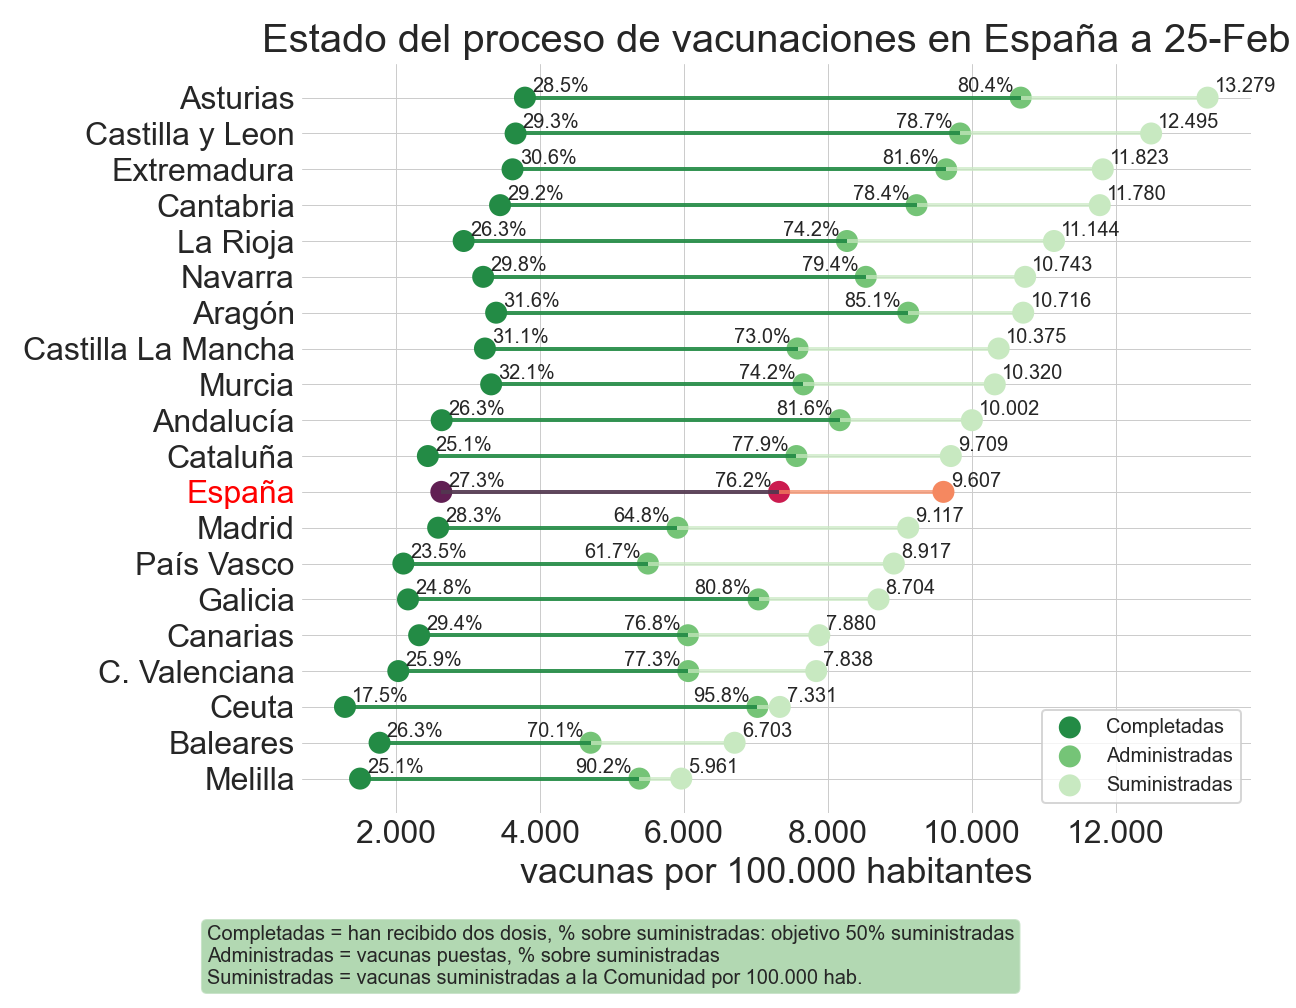 Estado del proceso de vacunaciones en España a 25-Feb
Asturias 28.5% 80.4% 13.279
Castilla y Leon 29.3% 78.7% 12.495
Extremadura 30.6% 81.6% 11.823
Cantabria 29.2% 78.4% 11.780
La Rioja 26.3% 74.2% 11.144
Navarra 29.8% 79.4% 10.743
Aragón 31.6% 85.1% 10.716
Castilla La Mancha 31.1% 73.0% 10.375
Murcia 32.1% 74.2% 10.320
Andalucía 26.3% 81.6% 10.002
Cataluña 25.1% 77.9% 9.709
España 27.3% 76.2% 9.607
Madrid 28.3% 64.8% 9.117
País Vasco 23.5% 61.7% 8.917
Galicia 24.8% 80.8% 8.704
Canarias 29.4% 76.8% 7.880
C. Valenciana 25.9% 77.3% 7.838
Ceuta 17.5% 95.8% 7.331
Baleares 26.3% 70.1% 6.703
Melilla 25.1% 90.2% 5.961
Completadas
Administradas
Suministradas
2.000 4.000 6.000 8.000 10.000 12.000
vacunas por 100.000 habitantes
Completadas = han recibido dos dosis, % sobre suministradas: objetivo 50% suministradas
Administradas = vacunas puestas, % sobre suministradas
Suministradas = vacunas suministradas a la Comunidad por 100.000 hab.